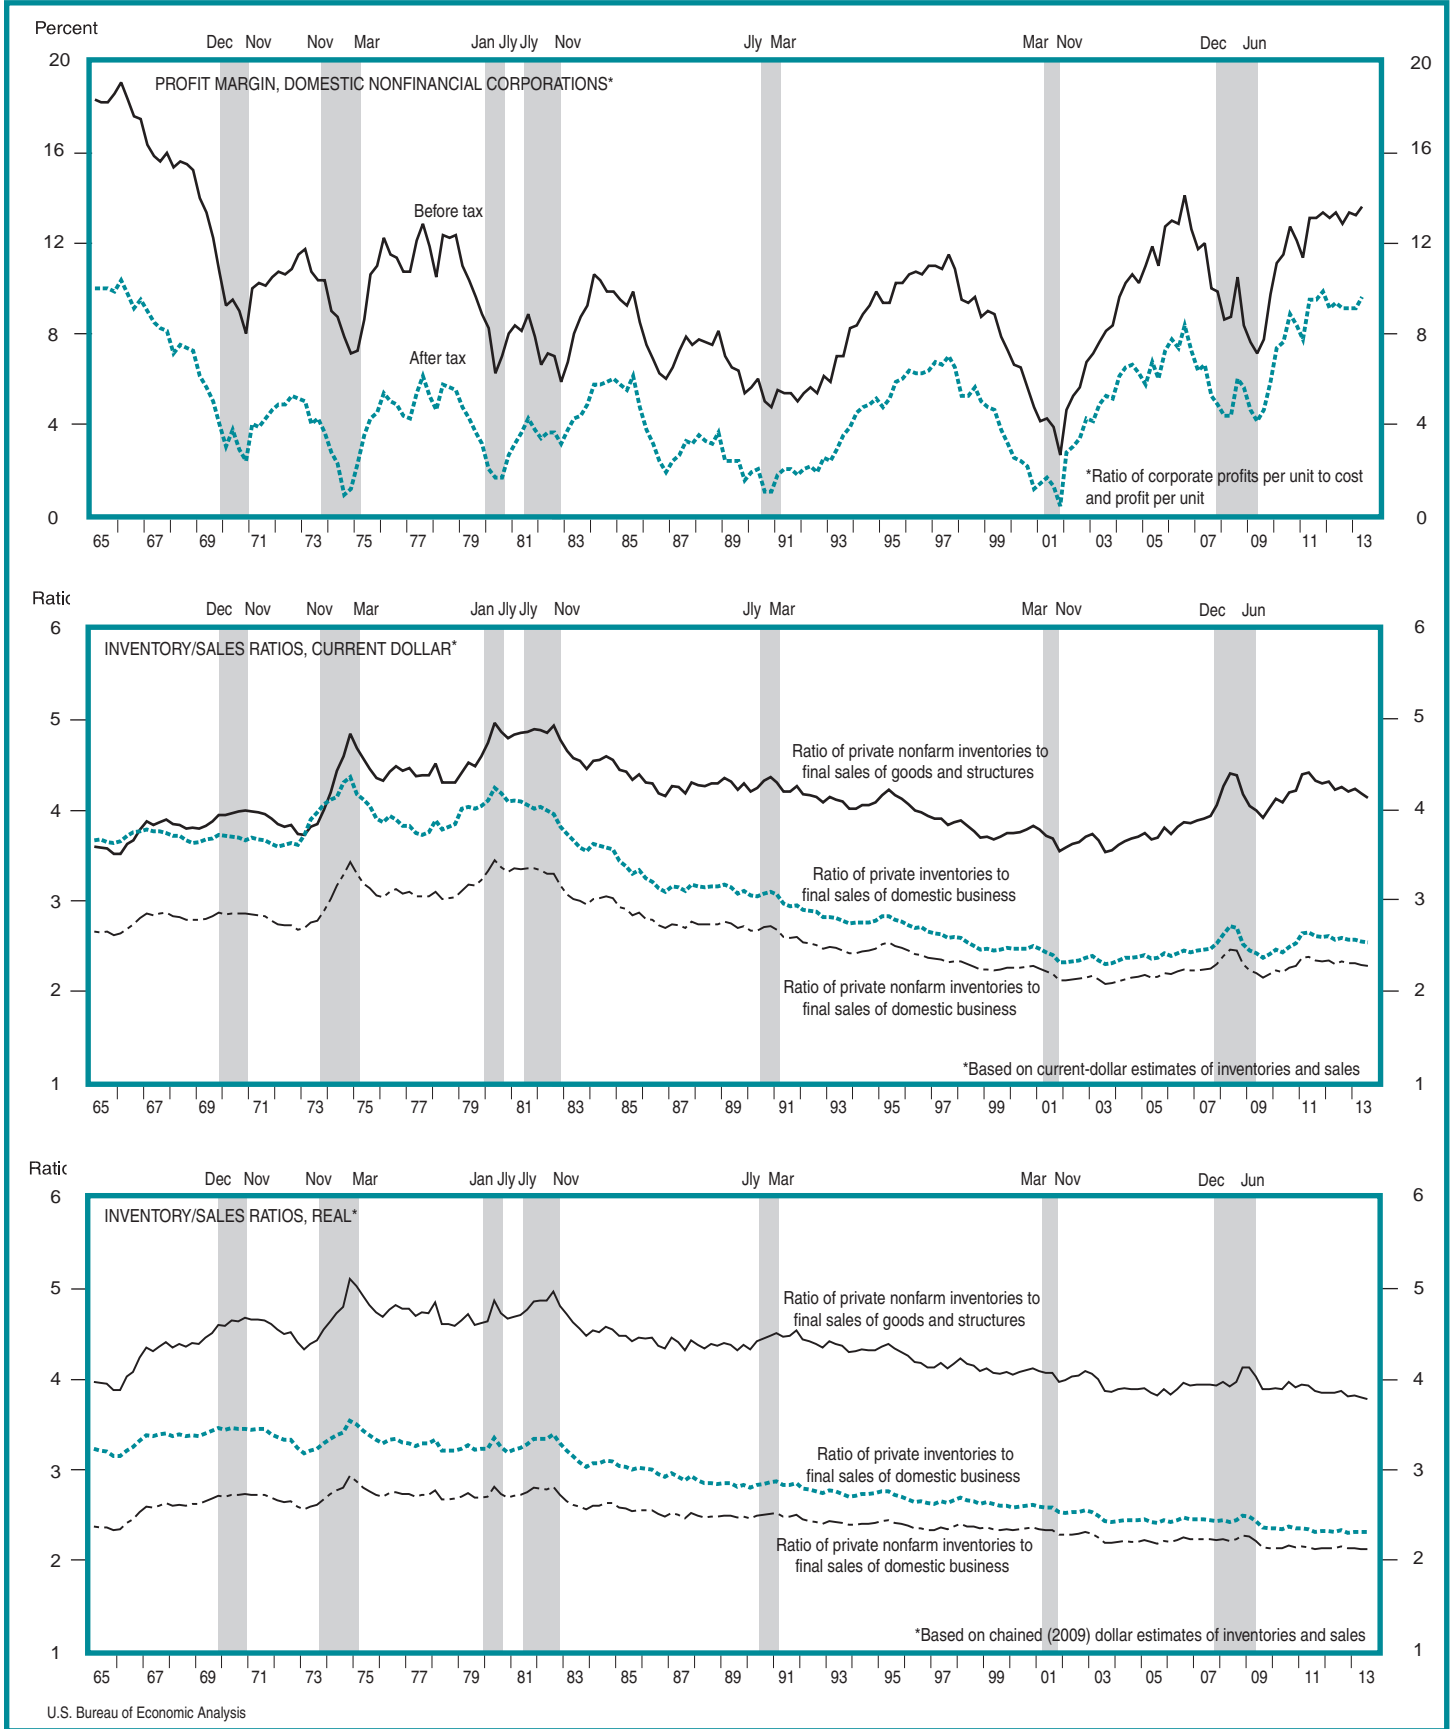 Percent
Dec Nov Nov Mar Jan Jly Jly Nov Jly Mar Mar Nov Dec Jun
20 20
PROFIT MARGIN, DOMESTIC NONFINANCIAL CORPORATIONS*
16 16
Before tax
12 12
8 8
After tax
4 4
*Ratio of corporate profits per unit to cost
and profit per unit
0 0
65 67 69 71 73 75 77 79 81 83 85 87 89 91 93 95 97 99 01 03 05 07 09 11 13
Ratio
Dec Nov Nov Mar Jan Jly Jly Nov Jly Mar Mar Nov Dec Jun
6 6
INVENTORY/SALES RATIOS, CURRENT DOLLAR*
5 5
Ratio of private nonfarm inventories to
final sales of goods and structures
4 4
Ratio of private inventories to
final sales of domestic business
3 3
Ratio of private nonfarm inventories to
final sales of domestic business
2 2
*Based on current-dollar estimates of inventories and sales
1 1
65 67 69 71 73 75 77 79 81 83 85 87 89 91 93 95 97 99 01 03 05 07 09 11 13
Ratio
Dec Nov Nov Mar Jan Jly Jly Nov Jly Mar Mar Nov Dec Jun
6 6
INVENTORY/SALES RATIOS, REAL*
5 5
Ratio of private nonfarm inventories to
final sales of goods and structures
4 4
Ratio of private inventories to
final sales of domestic business
3 3
Ratio of private nonfarm inventories to
final sales of domestic business
2 2
*Based on chained (2009) dollar estimates of inventories and sales
1 1
65 67 69 71 73 75 77 79 81 83 85 87 89 91 93 95 97 99 01 03 05 07 09 11 13
U.S. Bureau of Economic Analysis